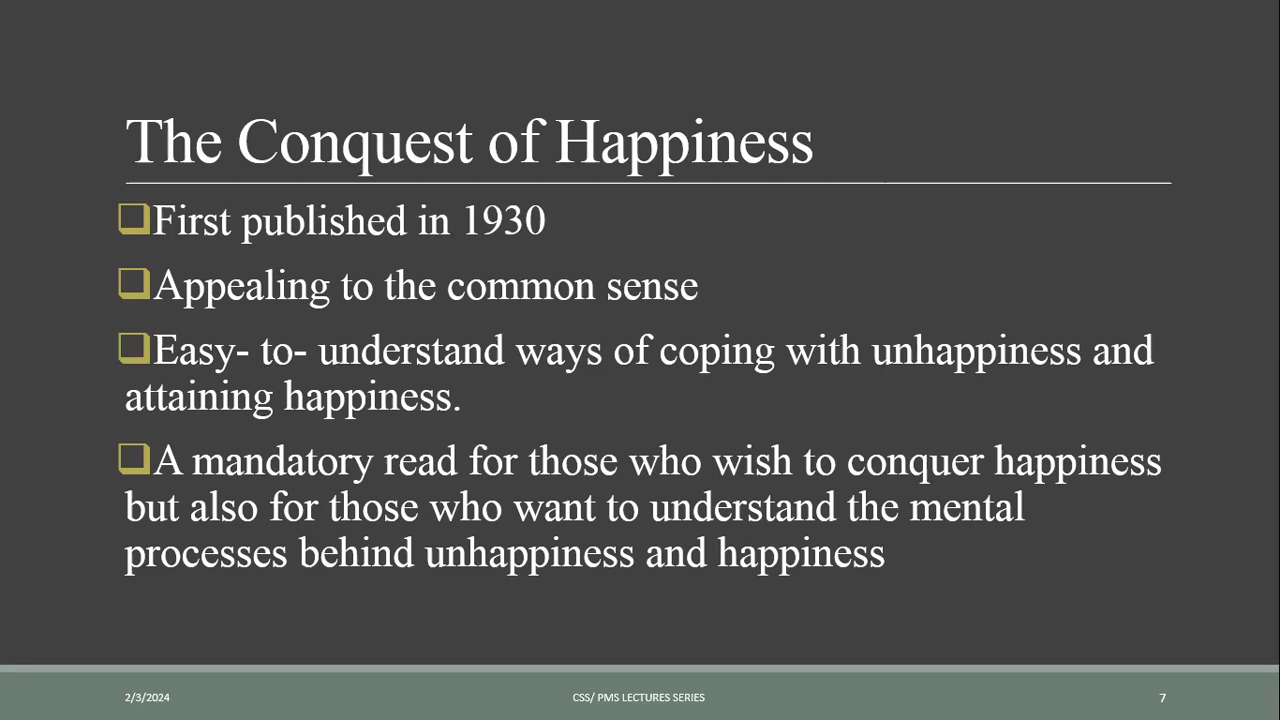 The Conquest of Happiness
❑First published in 1930
❑Appealing to the common sense
❑Easy- to- understand ways of coping with unhappiness and
attaining happiness.
❑A mandatory read for those who wish to conquer happiness
but also for those who want to understand the mental
processes behind unhappiness and happiness
2/3/2024
CSS/ PMS LECTURES SERIES
7